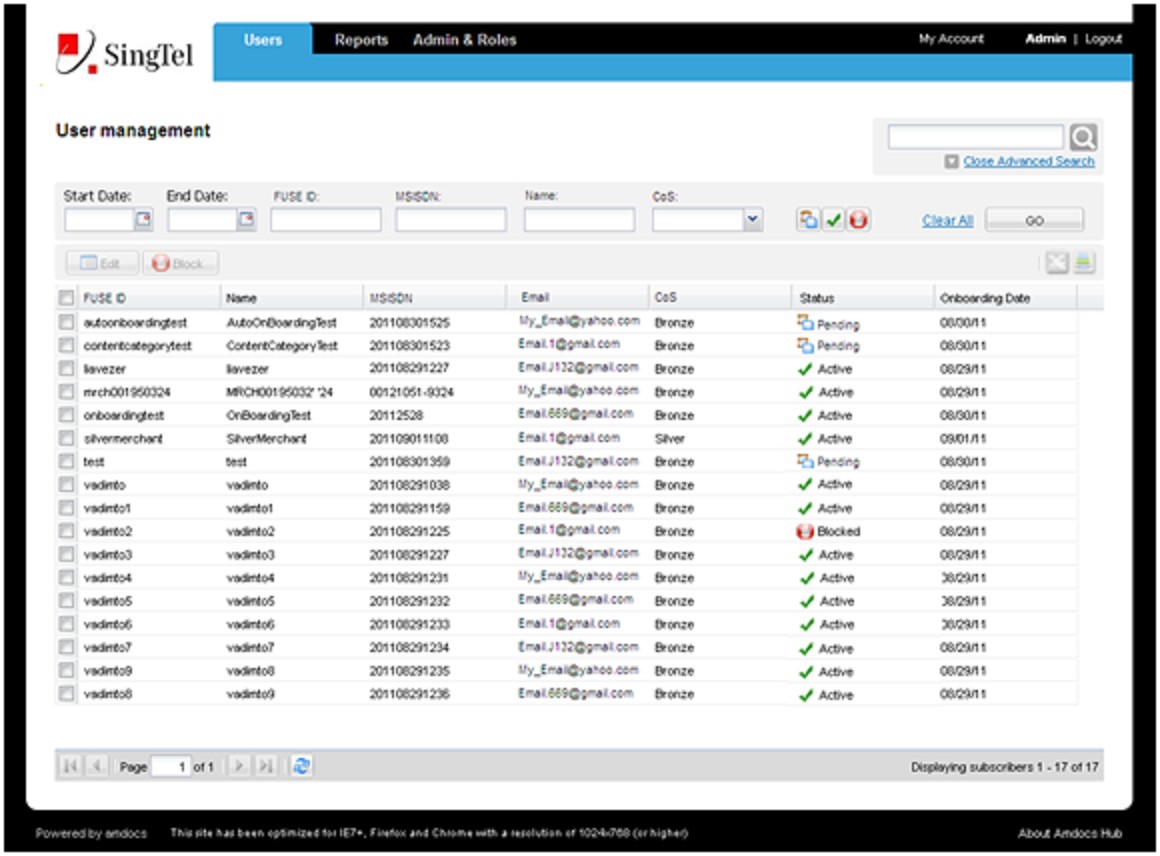 SingTel Users Reports Admin & Roles My Account Admin | Logout
User management
Close Advanced Search
Start Date: End Date: FUSE ID: MSISDN: Name: CoS:
Clear All GO
Edit Block
FUSE ID Name MSISDN Email CoS Status Onboarding Date
autoonboardingtest AutoOnBoardingTest 201108301525 My_Email@yahoo.com Bronze Pending 08/30/11
contentcategorytest ContentCategoryTest 201108301523 Email.1@gmail.com Bronze Pending 08/30/11
liavezer liavezer 201108291227 Email.J132@gmail.com Bronze Active 08/29/11
mrch001950324 MRCH00195032' '24 00121051-9324 My_Email@yahoo.com Bronze Active 08/29/11
onboardingtest OnBoardingTest 20112528 Email.669@gmail.com Bronze Active 08/30/11
silvermerchant SilverMerchant 201109011108 Email.1@gmail.com Silver Active 09/01/11
test test 201108301359 Email.J132@gmail.com Bronze Pending 08/30/11
vadimto vadimto 201108291038 My_Email@yahoo.com Bronze Active 08/29/11
vadimto1 vadimto1 201108291159 Email.669@gmail.com Bronze Active 08/29/11
vadimto2 vadimto2 201108291225 Email.1@gmail.com Bronze Blocked 08/29/11
vadimto3 vadimto3 201108291227 Email.J132@gmail.com Bronze Active 08/29/11
vadimto4 vadimto4 201108291231 My_Email@yahoo.com Bronze Active 08/29/11
vadimto5 vadimto5 201108291232 Email.669@gmail.com Bronze Active 08/29/11
vadimto6 vadimto6 201108291233 Email.1@gmail.com Bronze Active 08/29/11
vadimto7 vadimto7 201108291234 Email.J132@gmail.com Bronze Active 08/29/11
vadimto9 vadimto8 201108291235 My_Email@yahoo.com Bronze Active 08/29/11
vadimto8 vadimto9 201108291236 Email.669@gmail.com Bronze Active 08/29/11
Page 1 of 1 Displaying subscribers 1 - 17 of 17
Powered by amdocs This site has been optimized for IE7+, Firefox and Chrome with a resolution of 1024x768 (or higher) About Amdocs Hub